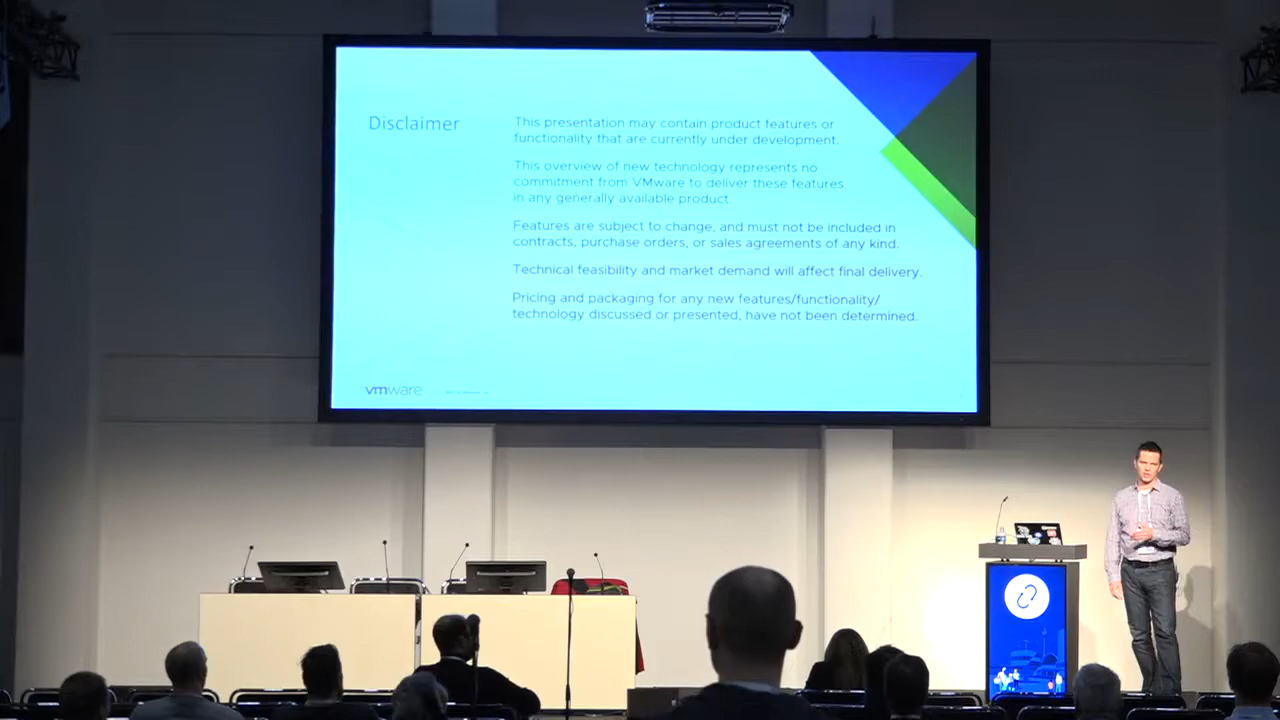 Disclaimer
This presentation may contain product features or
functionality that are currently under development.
This overview of new technology represents no
commitment from VMware to deliver these features
in any generally available product.
Features are subject to change, and must not be included in
contracts, purchase orders, or sales agreements of any kind.
Technical feasibility and market demand will affect final delivery.
Pricing and packaging for any new features/functionality/
technology discussed or presented, have not been determined.
vmware